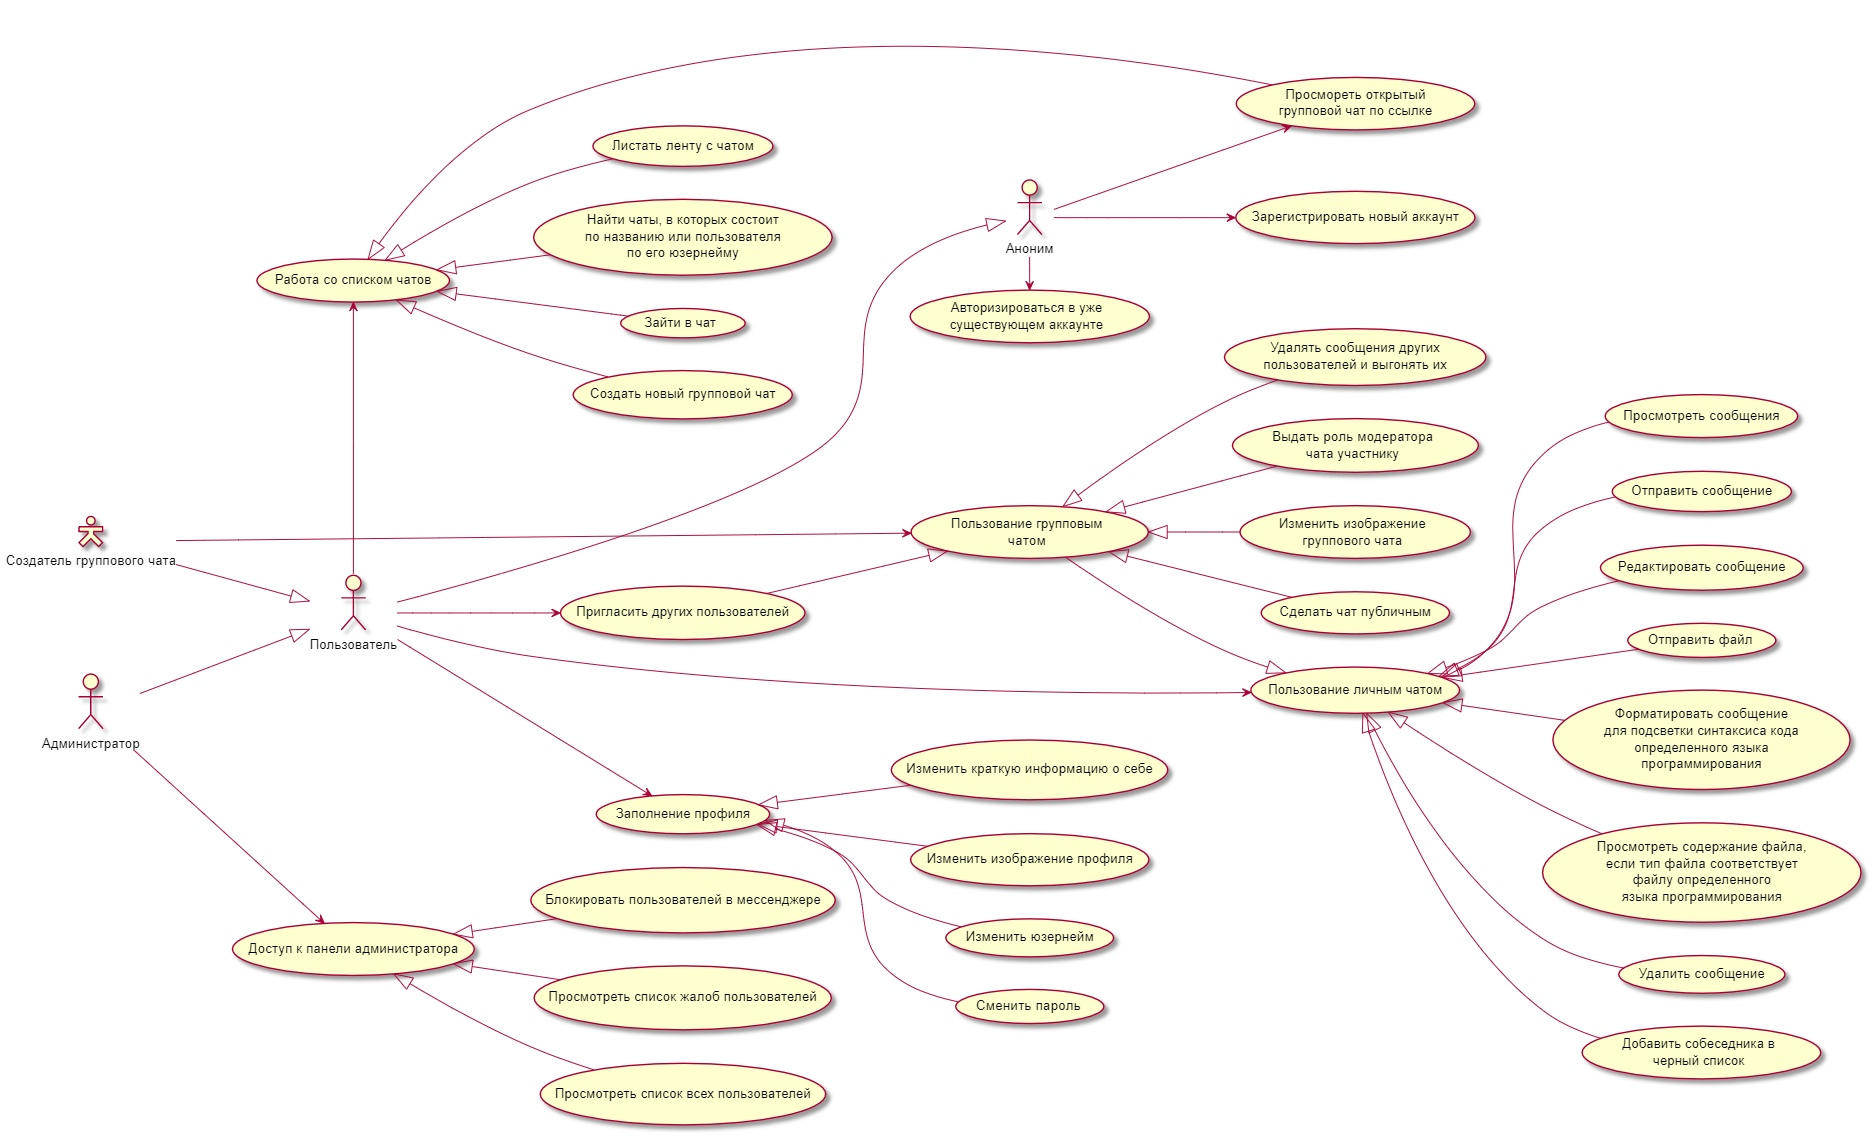 Просмореть открытый
групповой чат по ссылке
Листать ленту с чатом
Найти чаты, в которых состоит
по названию или пользователя
по его юзернейму
Зарегистрировать новый аккаунт
Аноним
Работа со списком чатов
Авторизироваться в уже
существующем аккаунте
Зайти в чат
Удалять сообщения других
пользователей и выгонять их
Создать новый групповой чат
Просмотреть сообщения
Выдать роль модератора
чата участнику
Отправить сообщение
Пользование групповым
чатом
Изменить изображение
группового чата
Создатель группового чата
Редактировать сообщение
Пригласить других пользователей
Сделать чат публичным
Пользователь
Отправить файл
Пользование личным чатом
Форматировать сообщение
для подсветки синтаксиса кода
определенного языка
программирования
Администратор
Изменить краткую информацию о себе
Заполнение профиля
Изменить изображение профиля
Просмотреть содержание файла,
если тип файла соответствует
файлу определенного
языка программирования
Блокировать пользователей в мессенджере
Изменить юзернейм
Доступ к панели администратора
Удалить сообщение
Просмотреть список жалоб пользователей
Сменить пароль
Добавить собеседника в
черный список
Просмотреть список всех пользователей